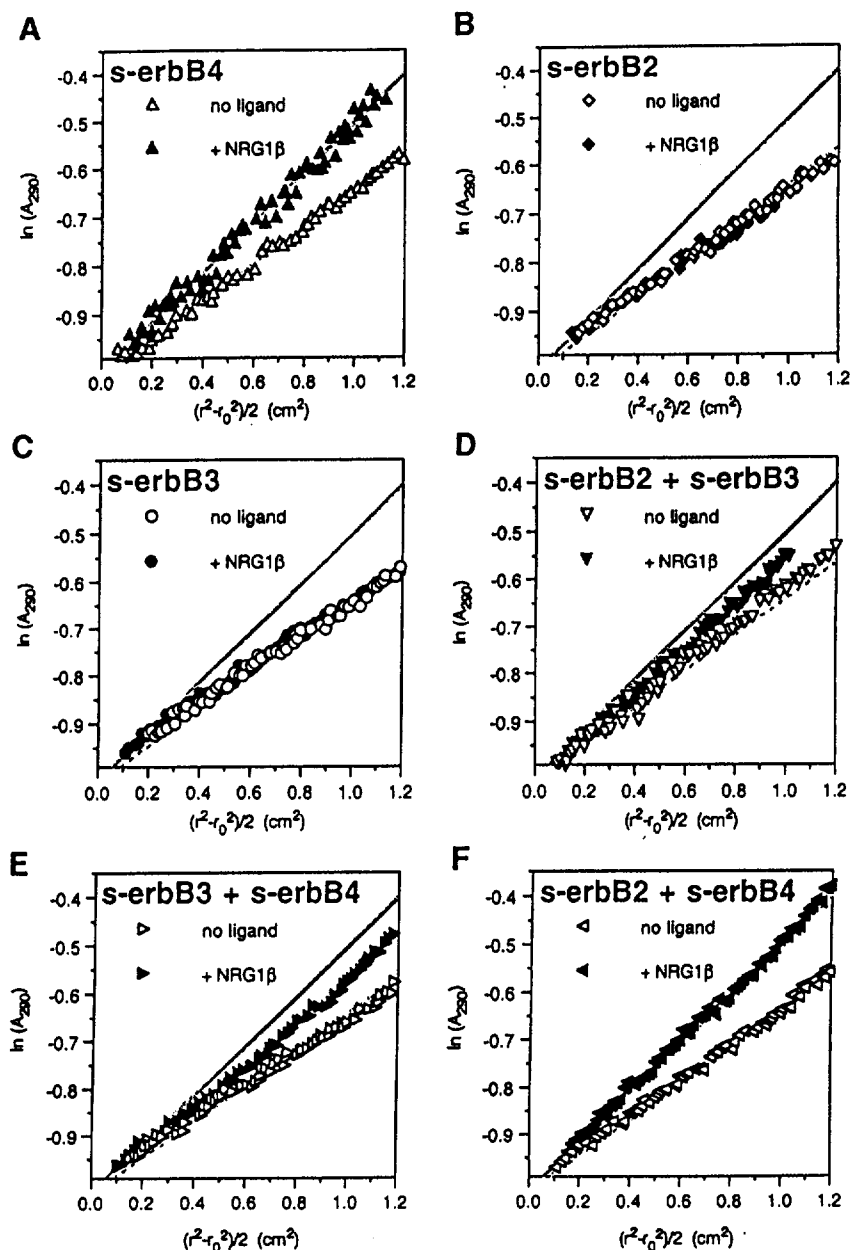 A
s-erbB4
no ligand
+ NRG1β
ln (A290)
-0.4
-0.5
-0.6
-0.7
-0.8
-0.9
0.0 0.2 0.4 0.6 0.8 1.0 1.2
(r²-r₀²)/2 (cm²)
B
s-erbB2
no ligand
+ NRG1β
ln (A290)
-0.4
-0.5
-0.6
-0.7
-0.8
-0.9
0.0 0.2 0.4 0.6 0.8 1.0 1.2
(r²-r₀²)/2 (cm²)
C
s-erbB3
no ligand
+ NRG1β
ln (A290)
-0.4
-0.5
-0.6
-0.7
-0.8
-0.9
0.0 0.2 0.4 0.6 0.8 1.0 1.2
(r²-r₀²)/2 (cm²)
D
s-erbB2 + s-erbB3
no ligand
+ NRG1β
ln (A290)
-0.4
-0.5
-0.6
-0.7
-0.8
-0.9
0.0 0.2 0.4 0.6 0.8 1.0 1.2
(r²-r₀²)/2 (cm²)
E
s-erbB3 + s-erbB4
no ligand
+ NRG1β
ln (A290)
-0.4
-0.5
-0.6
-0.7
-0.8
-0.9
0.0 0.2 0.4 0.6 0.8 1.0 1.2
(r²-r₀²)/2 (cm²)
F
s-erbB2 + s-erbB4
no ligand
+ NRG1β
ln (A290)
-0.4
-0.5
-0.6
-0.7
-0.8
-0.9
0.0 0.2 0.4 0.6 0.8 1.0 1.2
(r²-r₀²)/2 (cm²)